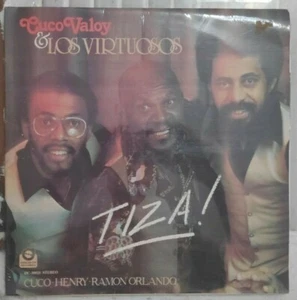 Cuco Valoy
& LOS VIRTUOSOS
TIZA!
CUCO-HENRY-RAMON ORLANDO